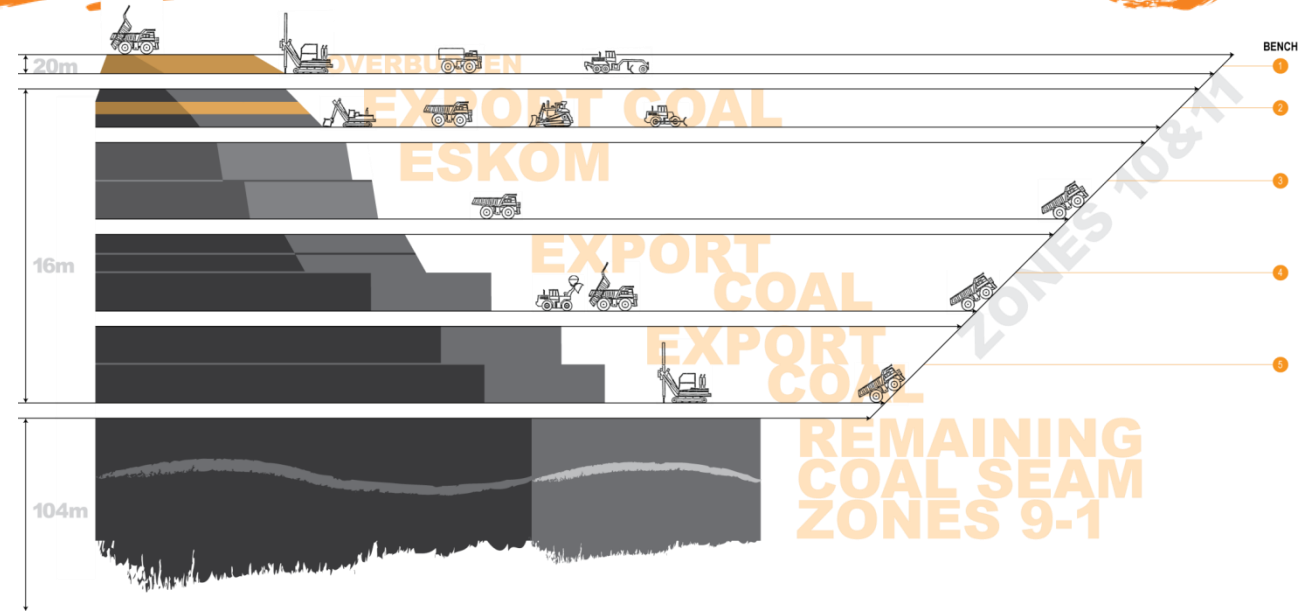 BENCH
20m
OVERBURDEN
1
EXPORT COAL
2
ESKOM
ZONES 10&11
3
EXPORT
COAL
16m
4
EXPORT
COAL
5
REMAINING
COAL SEAM
ZONES 9-1
104m